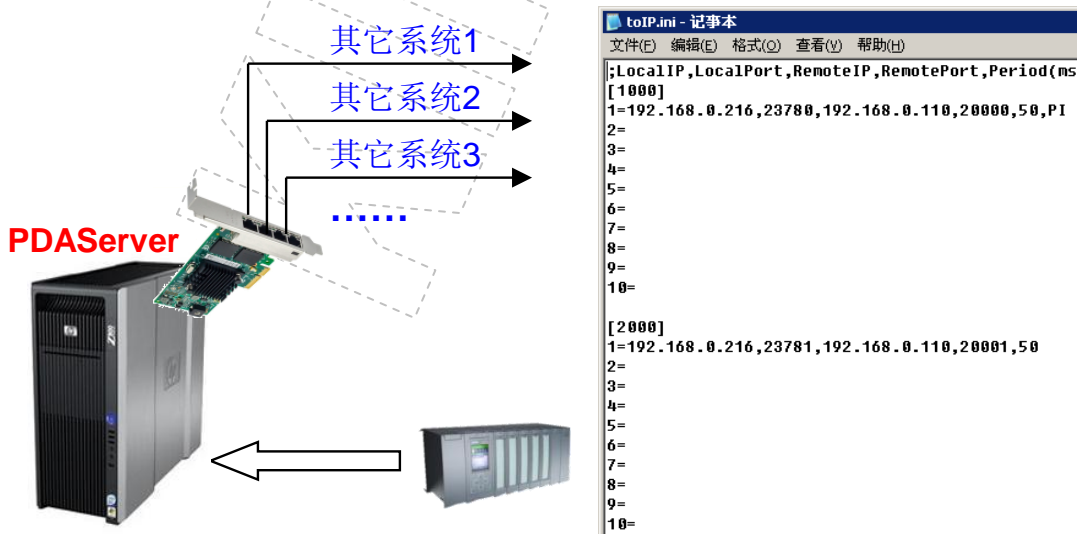 其它系统1
其它系统2
其它系统3
……
PDAServer
toIP.ini - 记事本
文件(F) 编辑(E) 格式(O) 查看(V) 帮助(H)
;LocalIP,LocalPort,RemoteIP,RemotePort,Period(ms
[1000]
1=192.168.0.216,23780,192.168.0.110,20000,50,PI
2=
3=
4=
5=
6=
7=
8=
9=
10=
[2000]
1=192.168.0.216,23781,192.168.0.110,20001,50
2=
3=
4=
5=
6=
7=
8=
9=
10=